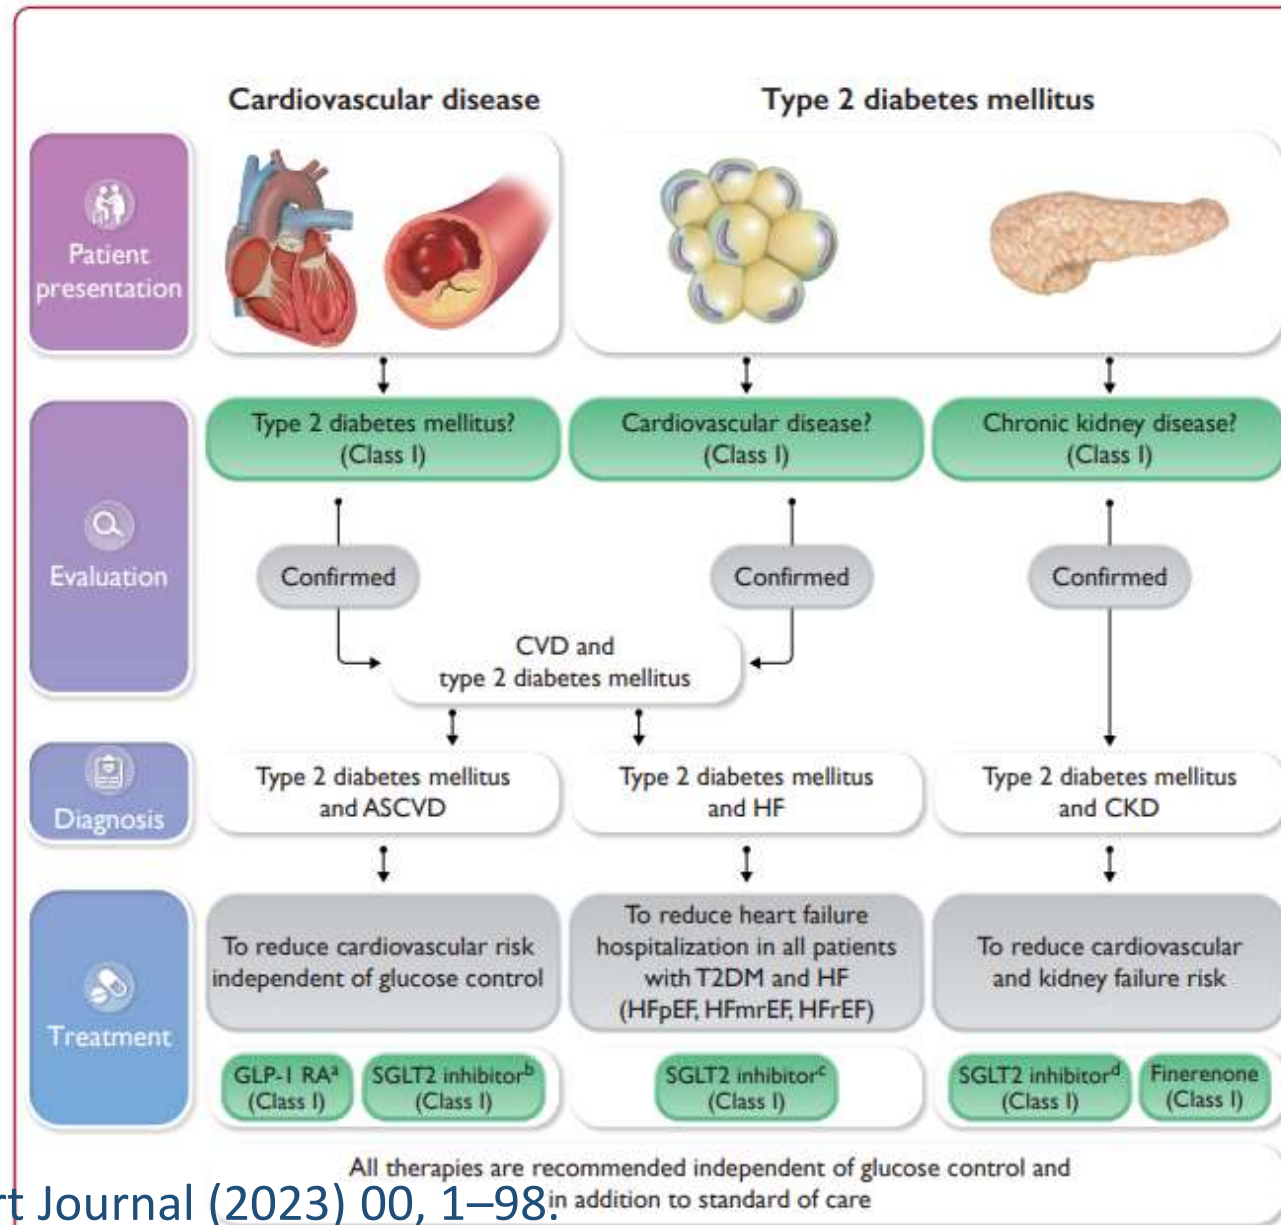 Cardiovascular disease
Type 2 diabetes mellitus
Patient
presentation
Type 2 diabetes mellitus?
(Class I)
Cardiovascular disease?
(Class I)
Chronic kidney disease?
(Class I)
Evaluation
Confirmed
Confirmed
Confirmed
CVD and
type 2 diabetes mellitus
Diagnosis
Type 2 diabetes mellitus
and ASCVD
Type 2 diabetes mellitus
and HF
Type 2 diabetes mellitus
and CKD
Treatment
To reduce cardiovascular risk
independent of glucose control
To reduce heart failure
hospitalization in all patients
with T2DM and HF
(HFpEF, HFmrEF, HFrEF)
To reduce cardiovascular
and kidney failure risk
GLP-1 RAa
(Class I)
SGLT2 inhibitorb
(Class I)
SGLT2 inhibitorc
(Class I)
SGLT2 inhibitord
(Class I)
Finerenone
(Class I)
All therapies are recommended independent of glucose control and
in addition to standard of care
rt Journal (2023) 00, 1–98.